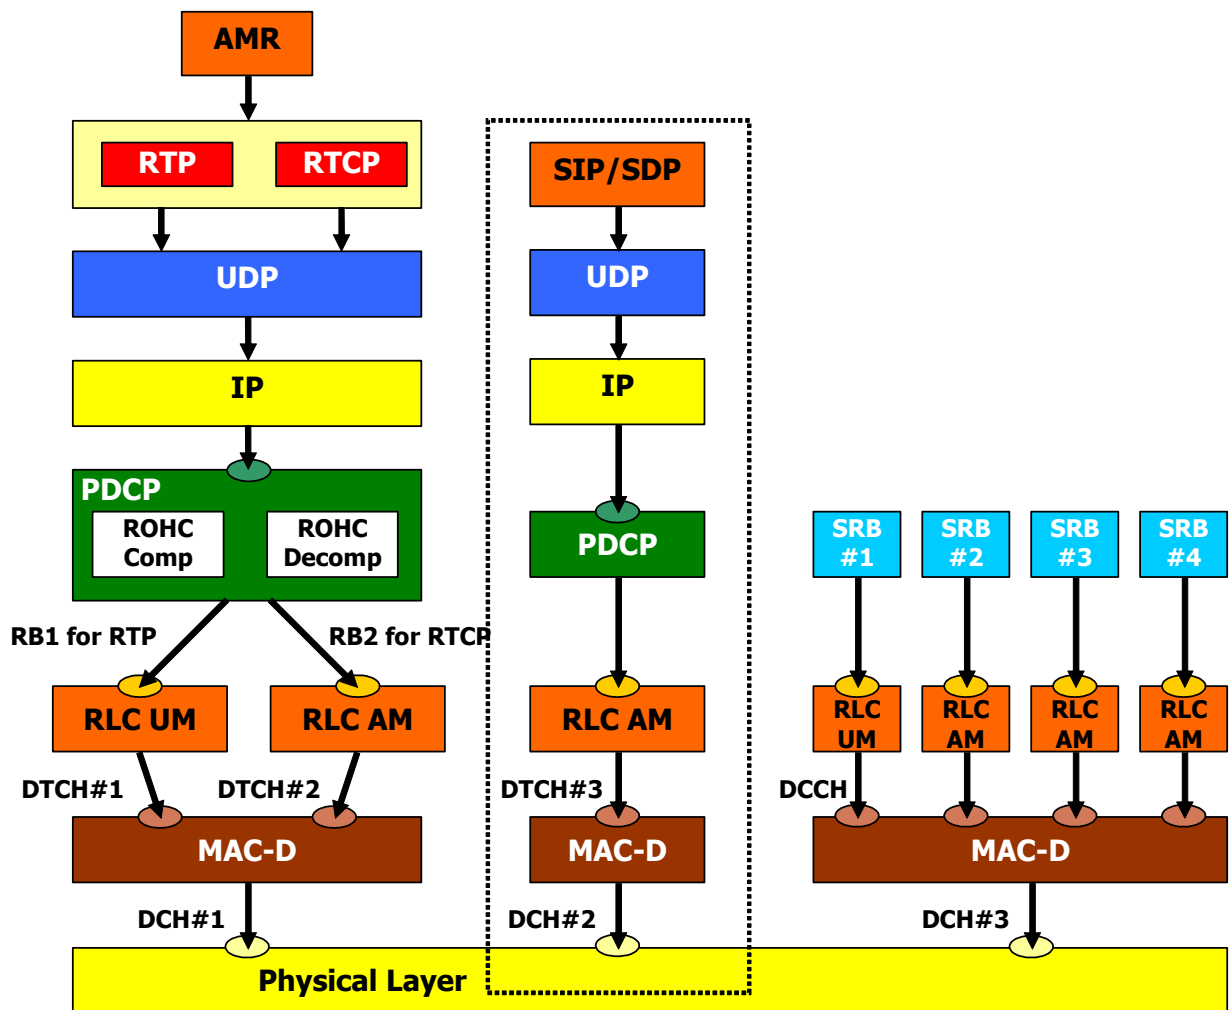 AMR
RTP
RTCP
SIP/SDP
UDP
UDP
IP
IP
PDCP
ROHC
Comp
ROHC
Decomp
PDCP
SRB
#1
SRB
#2
SRB
#3
SRB
#4
RB1 for RTP
RB2 for RTCP
RLC UM
RLC AM
RLC AM
RLC
UM
RLC
AM
RLC
AM
RLC
AM
DTCH#1
DTCH#2
DTCH#3
DCCH
MAC-D
MAC-D
MAC-D
DCH#1
DCH#2
DCH#3
Physical Layer